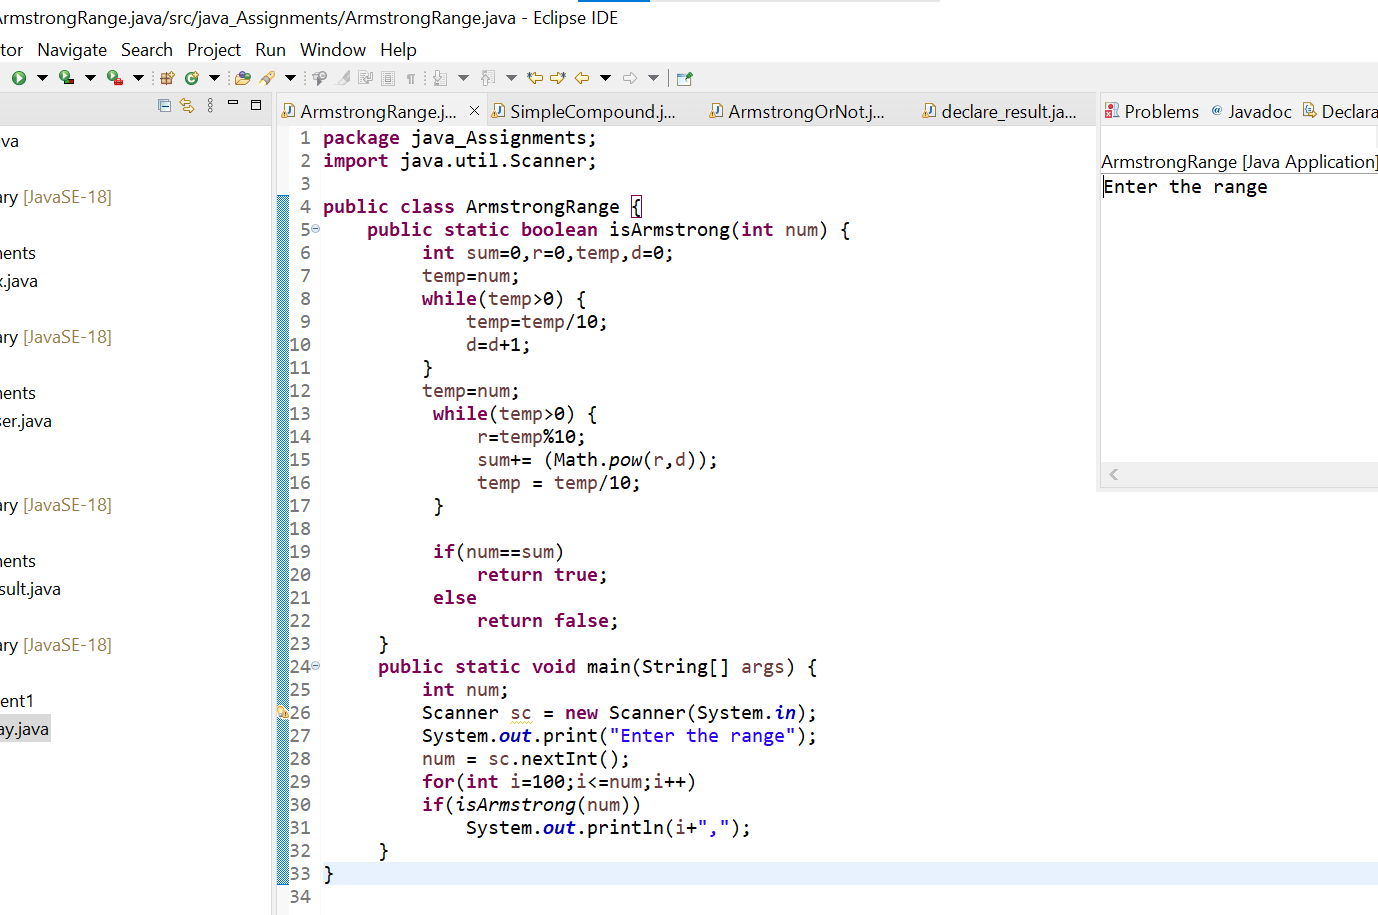 rmstrongRange.java/src/java_Assignments/ArmstrongRange.java - Eclipse IDE
tor Navigate Search Project Run Window Help
ArmstrongRange.j... SimpleCompound.j... ArmstrongOrNot.j... declare_result.ja... Problems @ Javadoc Declara
va
ary [JavaSE-18]
nents
x.java
ary [JavaSE-18]
nents
ser.java
ary [JavaSE-18]
nents
sult.java
ary [JavaSE-18]
ent1
ay.java
1 package java_Assignments;
2 import java.util.Scanner;
3
4 public class ArmstrongRange {
5 public static boolean isArmstrong(int num) {
6 int sum=0,r=0,temp,d=0;
7 temp=num;
8 while(temp>0) {
9 temp=temp/10;
10 d=d+1;
11 }
12 temp=num;
13 while(temp>0) {
14 r=temp%10;
15 sum+= (Math.pow(r,d));
16 temp = temp/10;
17 }
18
19 if(num==sum)
20 return true;
21 else
22 return false;
23 }
24 public static void main(String[] args) {
25 int num;
26 Scanner sc = new Scanner(System.in);
27 System.out.print("Enter the range");
28 num = sc.nextInt();
29 for(int i=100;i<=num;i++)
30 if(isArmstrong(num))
31 System.out.println(i+",");
32 }
33 }
34
ArmstrongRange [Java Application]
Enter the range